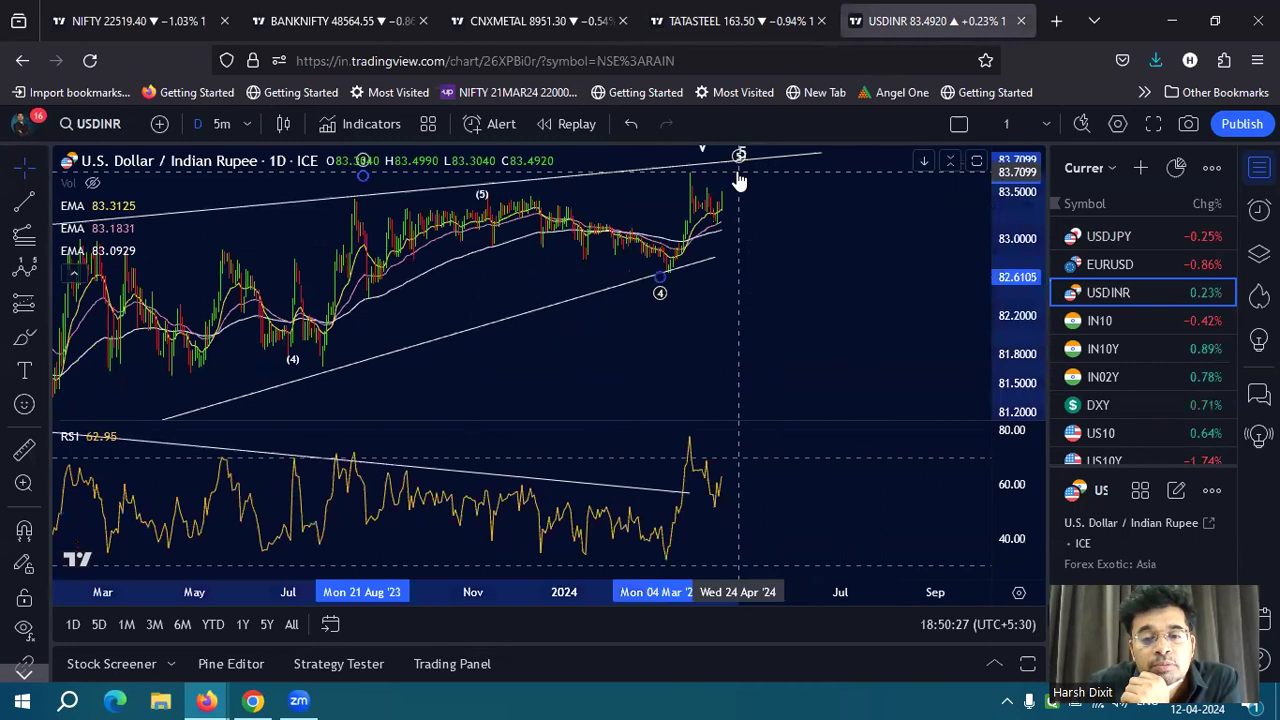 NIFTY 22519.40 ▼ −1.03% 1
BANKNIFTY 48564.55 ▼ −0.8
CNXMETAL 8951.30 ▼ −0.54%
TATASTEEL 163.50 ▼ −0.94% 1
USDINR 83.4920 ▲ +0.23% 1
https://in.tradingview.com/chart/26XPBi0r/?symbol=NSE%3ARAIN
H
Import bookmarks...
Getting Started
Getting Started
Most Visited
NIFTY 21MAR24 22000...
Getting Started
Most Visited
New Tab
Angel One
Getting Started
Other Bookmarks
16
USDINR
D
5m
Indicators
Alert
Replay
1
Publish
U.S. Dollar / Indian Rupee · 1D · ICE
H83.4990 L83.3040 C83.4920
Vol
EMA 83.3125
EMA 83.1831
EMA 83.0929
(5)
(4)
4
83.7099
83.7099
83.5000
83.0000
82.6105
82.2000
81.8000
81.5000
81.2000
RSI 62.95
80.00
60.00
40.00
Mar
May
Jul
Mon 21 Aug '23
Nov
2024
Mon 04 Mar '2
Wed 24 Apr '24
Jul
Sep
1D
5D
1M
3M
6M
YTD
1Y
5Y
All
18:50:27 (UTC+5:30)
Stock Screener
Pine Editor
Strategy Tester
Trading Panel
Currer
Symbol
Chg%
USDJPY −0.25%
EURUSD −0.86%
USDINR 0.23%
IN10 −0.42%
IN10Y 0.89%
IN02Y 0.78%
DXY 0.71%
US10 0.64%
US10Y −1.74%
U.S. Dollar / Indian Rupee
• ICE
Forex Exotic: Asia
Harsh Dixit
zm
12-04-2024